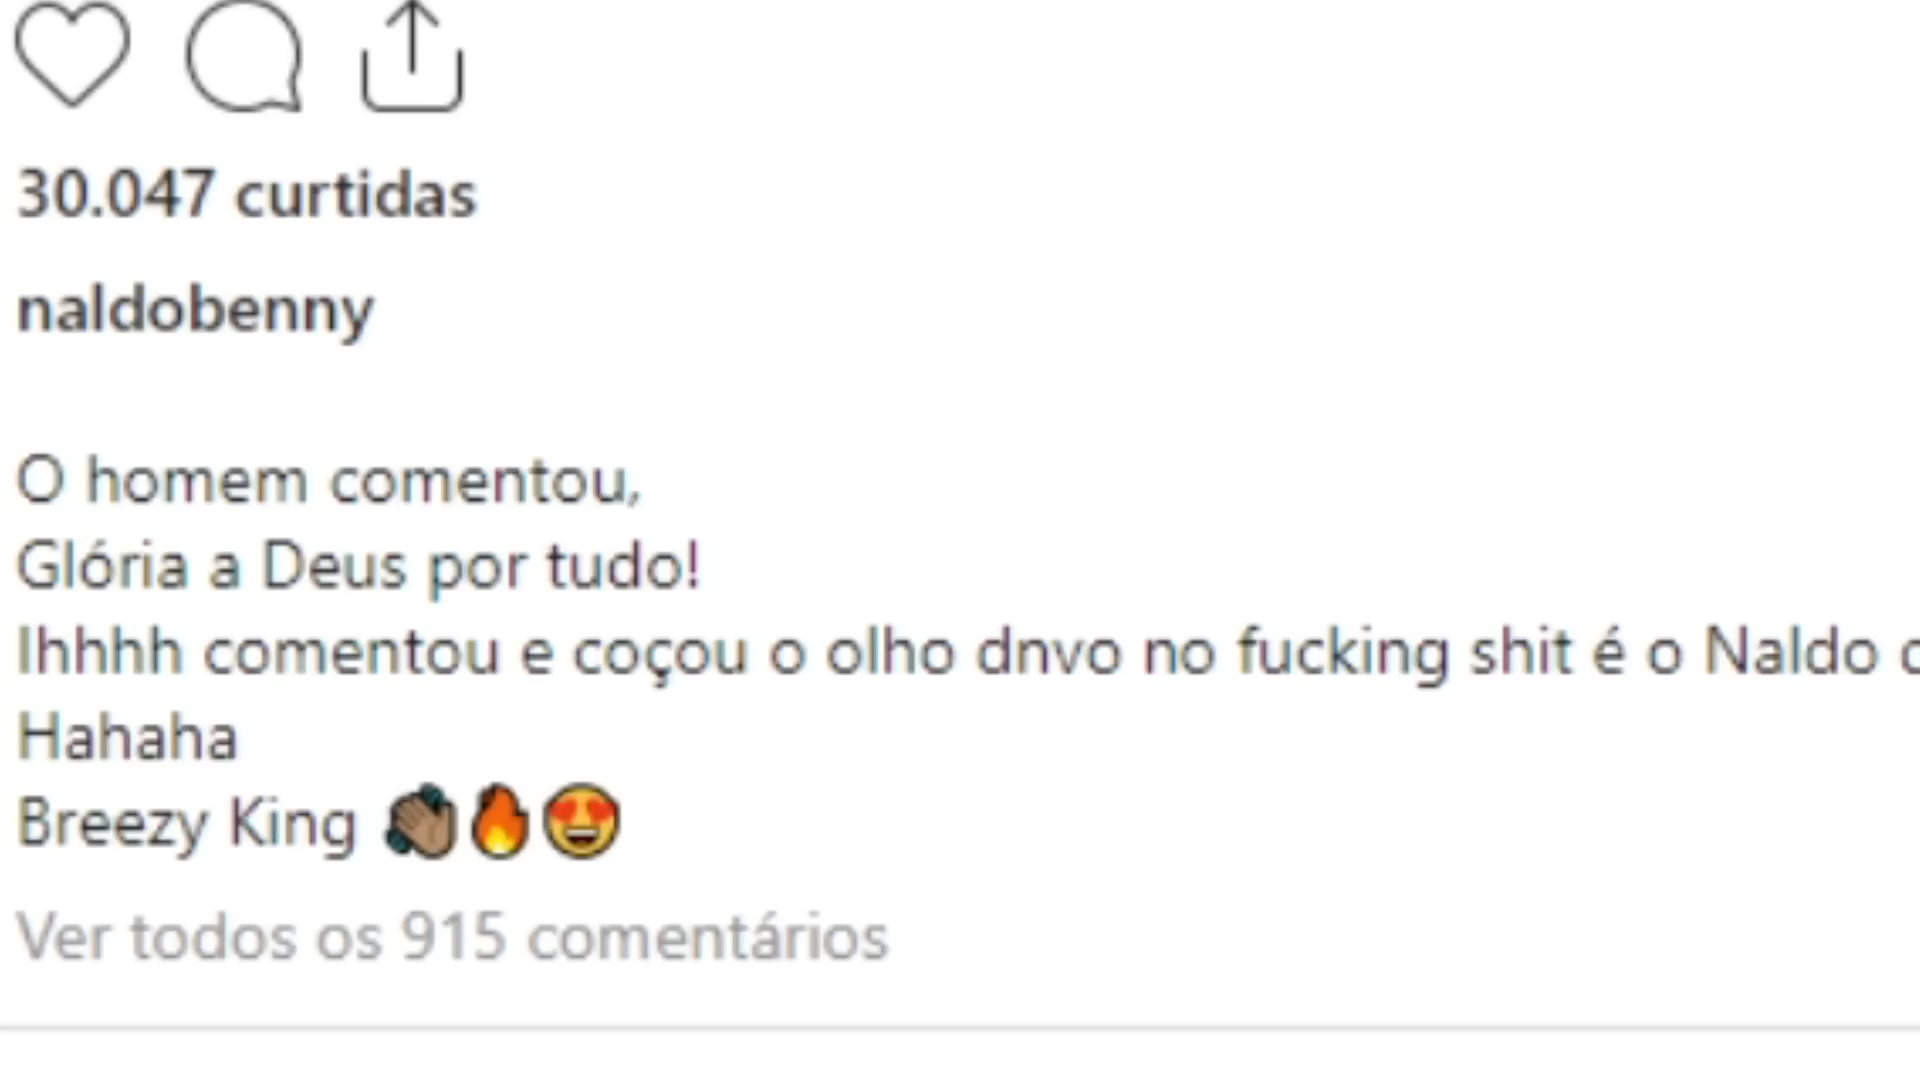 30.047 curtidas
naldobenny
O homem comentou,
Glória a Deus por tudo!
Ihhhh comentou e coçou o olho dnvo no fucking shit é o Naldo
Hahaha
Breezy King 👏🏽🔥😍
Ver todos os 915 comentários